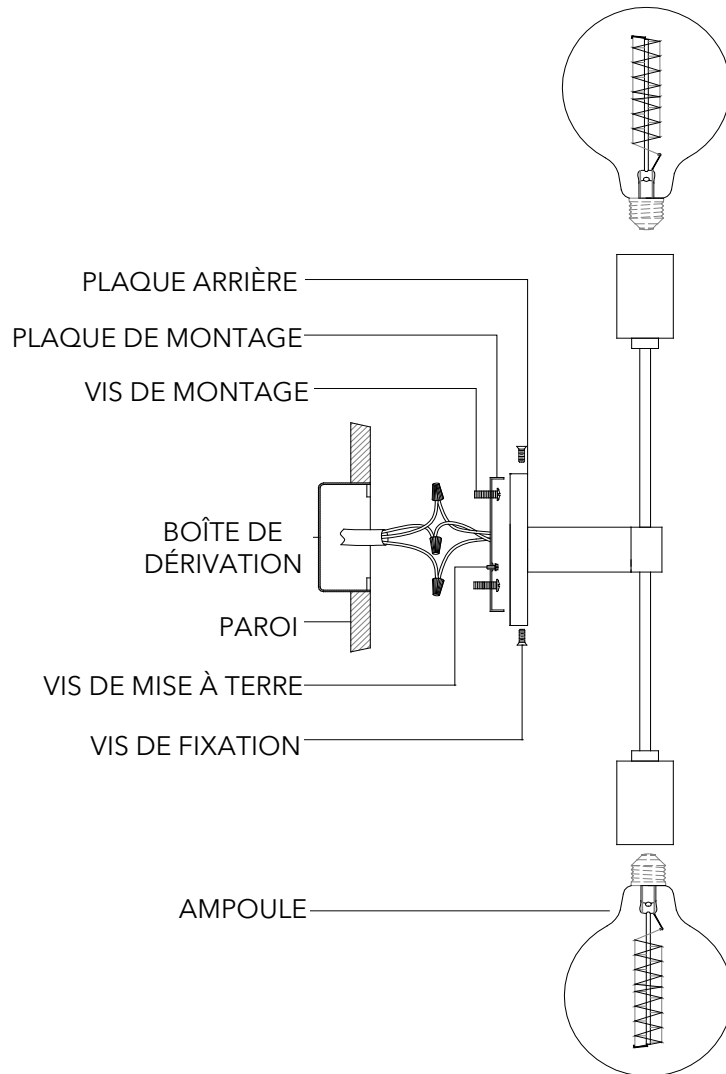 PLAQUE ARRIÈRE
PLAQUE DE MONTAGE
VIS DE MONTAGE
BOÎTE DE
DÉRIVATION
PAROI
VIS DE MISE À TERRE
VIS DE FIXATION
AMPOULE